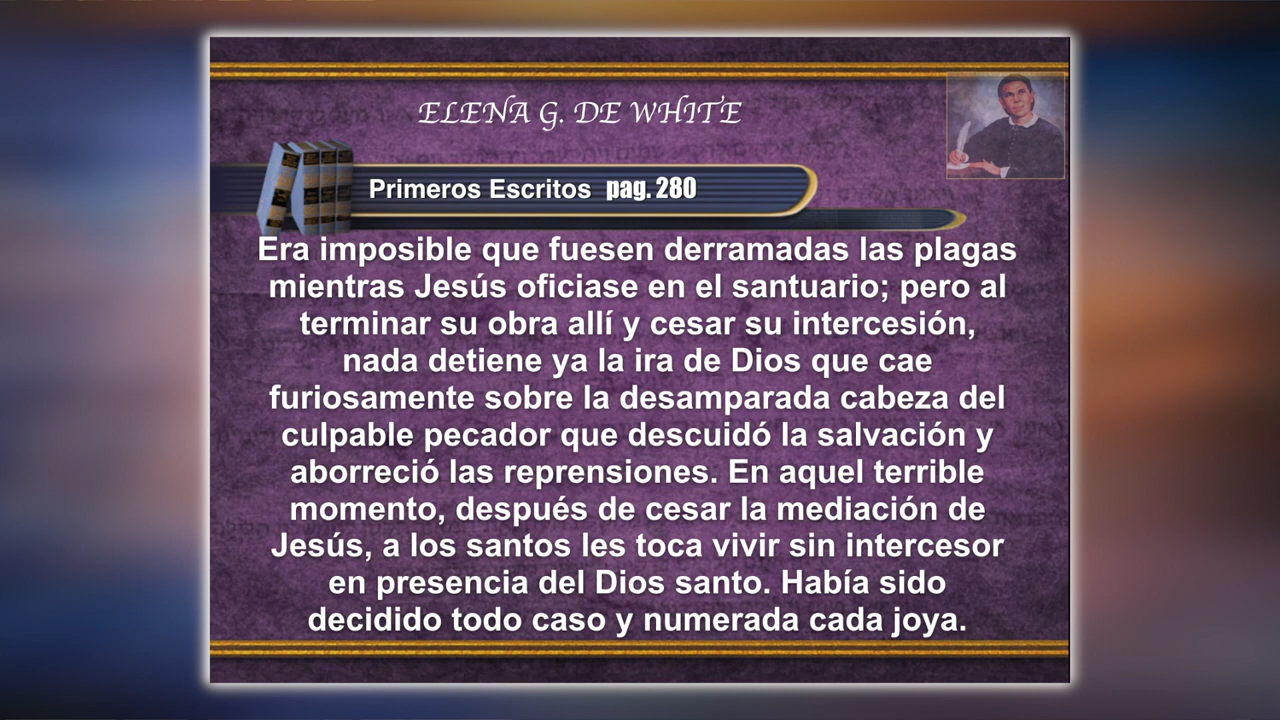 ELENA G. DE WHITE
Primeros Escritos pag. 280
Era imposible que fuesen derramadas las plagas
mientras Jesús oficiase en el santuario; pero al
terminar su obra allí y cesar su intercesión,
nada detiene ya la ira de Dios que cae
furiosamente sobre la desamparada cabeza del
culpable pecador que descuidó la salvación y
aborreció las reprensiones. En aquel terrible
momento, después de cesar la mediación de
Jesús, a los santos les toca vivir sin intercesor
en presencia del Dios santo. Había sido
decidido todo caso y numerada cada joya.